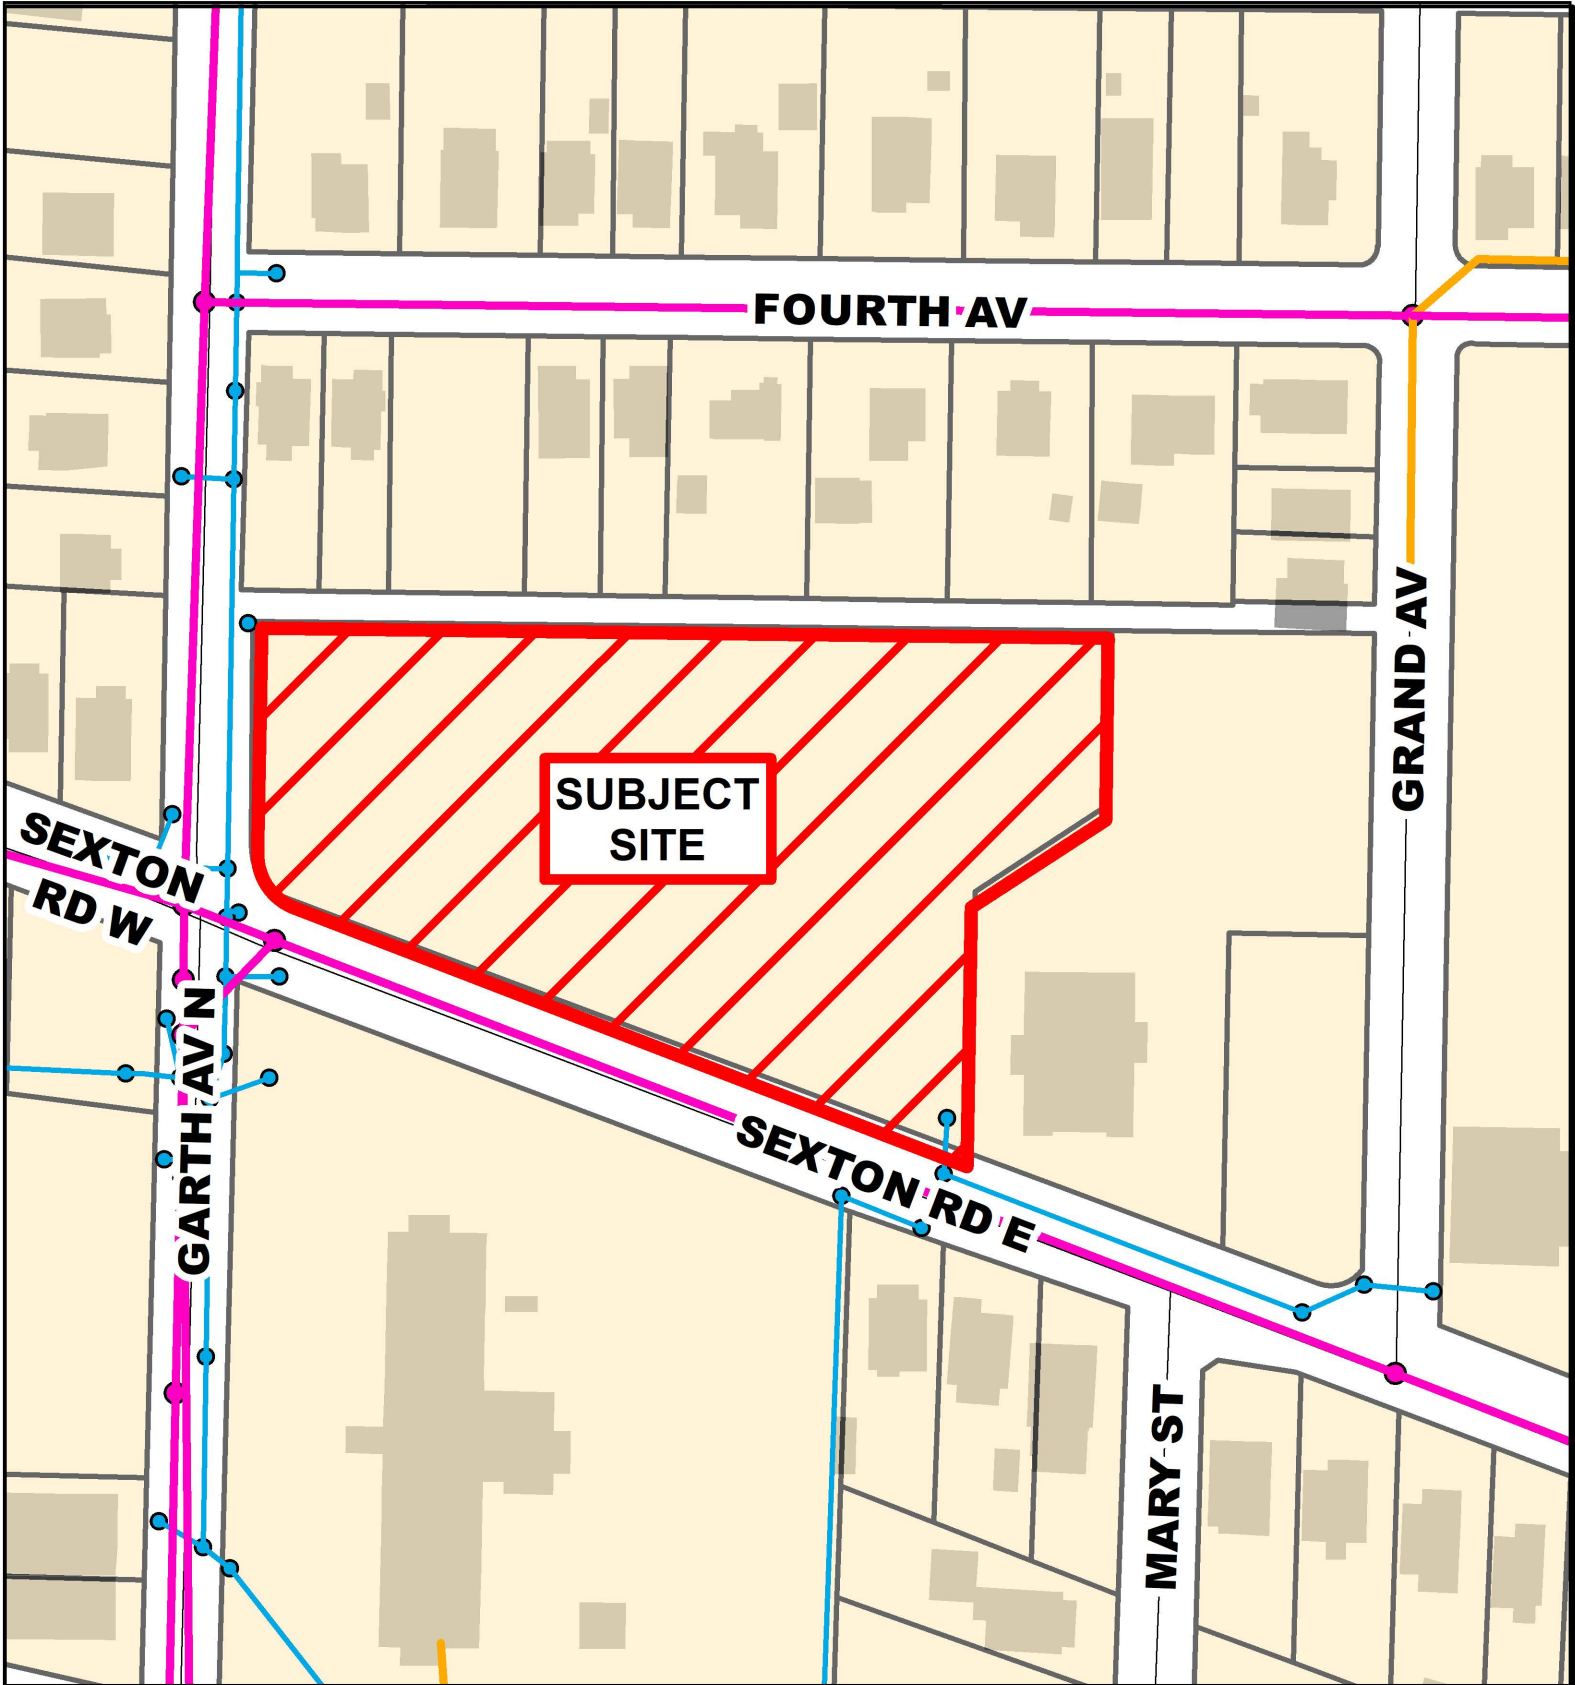 FOURTH AV
GRAND AV
SUBJECT
SITE
SEXTON
RD W
GARTH AV N
SEXTON RD E
MARY ST